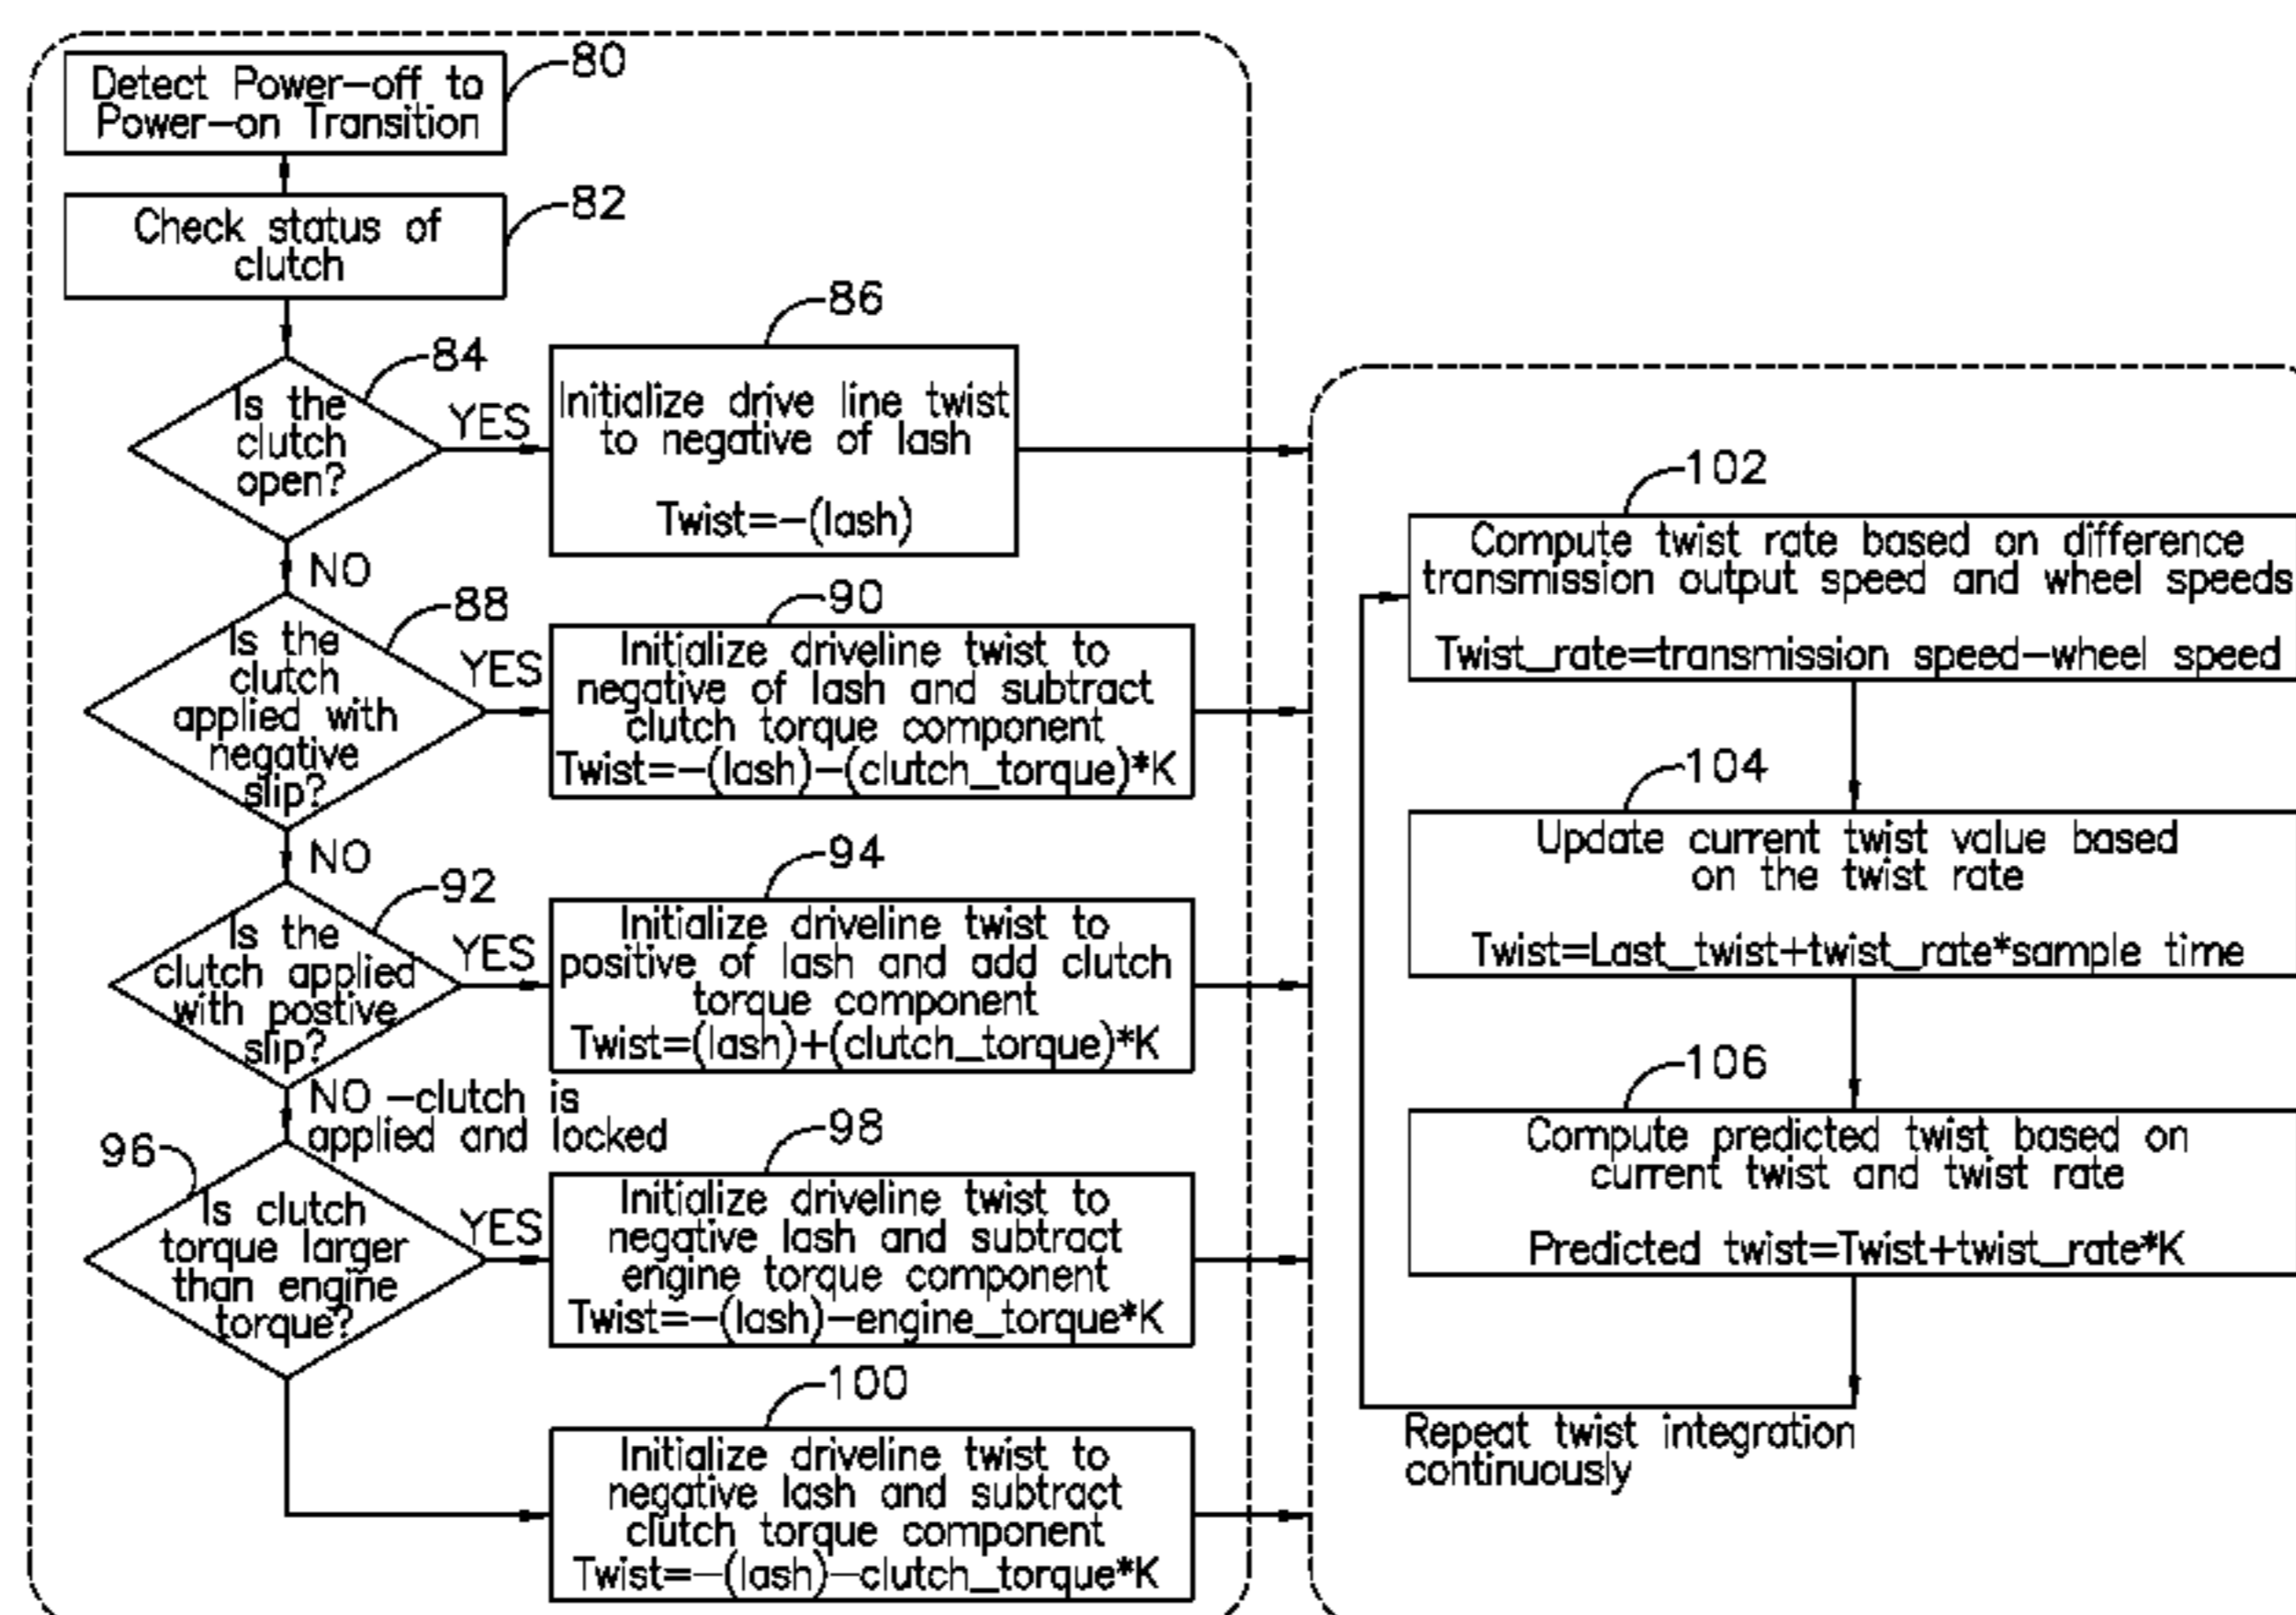 80
Detect Power-off to
Power-on Transition
82
Check status of
clutch
84
Is the
clutch
open?
YES
86
Initialize drive line twist
to negative of lash
Twist=-(lash)
NO
88
Is the
clutch
applied with
negative
slip?
YES
90
Initialize driveline twist to
negative of lash and subtract
clutch torque component
Twist=-(lash)-(clutch_torque)*K
NO
92
Is the
clutch applied
with postive
slip?
YES
94
Initialize driveline twist to
positive of lash and add clutch
torque component
Twist=(lash)+(clutch_torque)*K
NO -clutch is
applied and locked
96
Is clutch
torque larger
than engine
torque?
YES
98
Initialize driveline twist to
negative lash and subtract
engine torque component
Twist=-(lash)-engine_torque*K
100
Initialize driveline twist to
negative lash and subtract
clutch torque component
Twist=-(lash)-clutch_torque*K
102
Compute twist rate based on difference
transmission output speed and wheel speeds
Twist_rate=transmission speed-wheel speed
104
Update current twist value based
on the twist rate
Twist=Last_twist+twist_rate*sample time
106
Compute predicted twist based on
current twist and twist rate
Predicted twist=Twist+twist_rate*K
Repeat twist integration
continuously